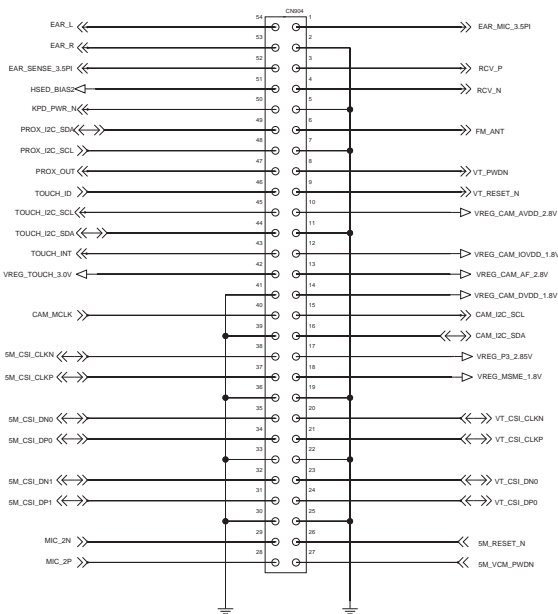 CN904
EAR_L 54 1 EAR_MIC_3.5PI
EAR_R 53 2
EAR_SENSE_3.5PI 52 3 RCV_P
HSED_BIAS2 51 4 RCV_N
KPD_PWR_N 50 5
PROX_I2C_SDA 49 6 FM_ANT
PROX_I2C_SCL 48 7
PROX_OUT 47 8 VT_PWDN
TOUCH_ID 46 9 VT_RESET_N
TOUCH_I2C_SCL 45 10 VREG_CAM_AVDD_2.8V
TOUCH_I2C_SDA 44 11
TOUCH_INT 43 12 VREG_CAM_IOVDD_1.8V
VREG_TOUCH_3.0V 42 13 VREG_CAM_AF_2.8V
41 14 VREG_CAM_DVDD_1.8V
CAM_MCLK 40 15 CAM_I2C_SCL
39 16 CAM_I2C_SDA
5M_CSI_CLKN 38 17 VREG_P3_2.85V
5M_CSI_CLKP 37 18 VREG_MSME_1.8V
36 19
5M_CSI_DN0 35 20 VT_CSI_CLKN
5M_CSI_DP0 34 21 VT_CSI_CLKP
33 22
5M_CSI_DN1 32 23 VT_CSI_DN0
5M_CSI_DP1 31 24 VT_CSI_DP0
30 25
MIC_2N 29 26 5M_RESET_N
MIC_2P 28 27 5M_VCM_PWDN